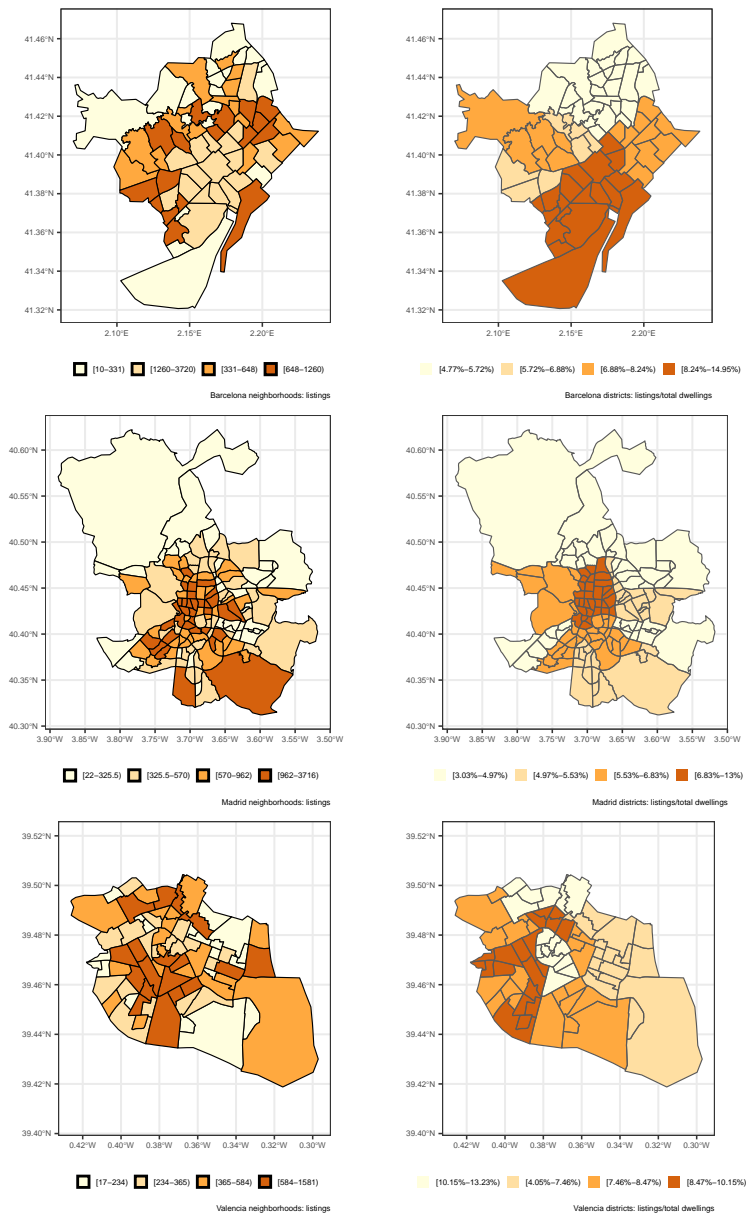 41.46°N 41.46°N
41.44°N 41.44°N
41.42°N 41.42°N
41.40°N 41.40°N
41.38°N 41.38°N
41.36°N 41.36°N
41.34°N 41.34°N
41.32°N 41.32°N
2.10°E 2.15°E 2.20°E 2.10°E 2.15°E 2.20°E
[10−331) [1260−3720) [331−648) [648−1260) [4.77%−5.72%) [5.72%−6.88%) [6.88%−8.24%) [8.24%−14.95%)
Barcelona neighborhoods: listings Barcelona districts: listings/total dwellings
40.60°N 40.60°N
40.55°N 40.55°N
40.50°N 40.50°N
40.45°N 40.45°N
40.40°N 40.40°N
40.35°N 40.35°N
40.30°N 40.30°N
3.90°W 3.85°W 3.80°W 3.75°W 3.70°W 3.65°W 3.60°W 3.55°W 3.50°W 3.90°W 3.85°W 3.80°W 3.75°W 3.70°W 3.65°W 3.60°W 3.55°W 3.50°W
[22−325.5) [325.5−570) [570−962) [962−3716) [3.03%−4.97%) [4.97%−5.53%) [5.53%−6.83%) [6.83%−13%)
Madrid neighborhoods: listings Madrid districts: listings/total dwellings
39.52°N 39.52°N
39.50°N 39.50°N
39.48°N 39.48°N
39.46°N 39.46°N
39.44°N 39.44°N
39.42°N 39.42°N
39.40°N 39.40°N
0.42°W 0.40°W 0.38°W 0.36°W 0.34°W 0.32°W 0.30°W 0.42°W 0.40°W 0.38°W 0.36°W 0.34°W 0.32°W 0.30°W
[17−234) [234−365) [365−584) [584−1581) [10.15%−13.23%) [4.05%−7.46%) [7.46%−8.47%) [8.47%−10.15%)
Valencia neighborhoods: listings Valencia districts: listings/total dwellings